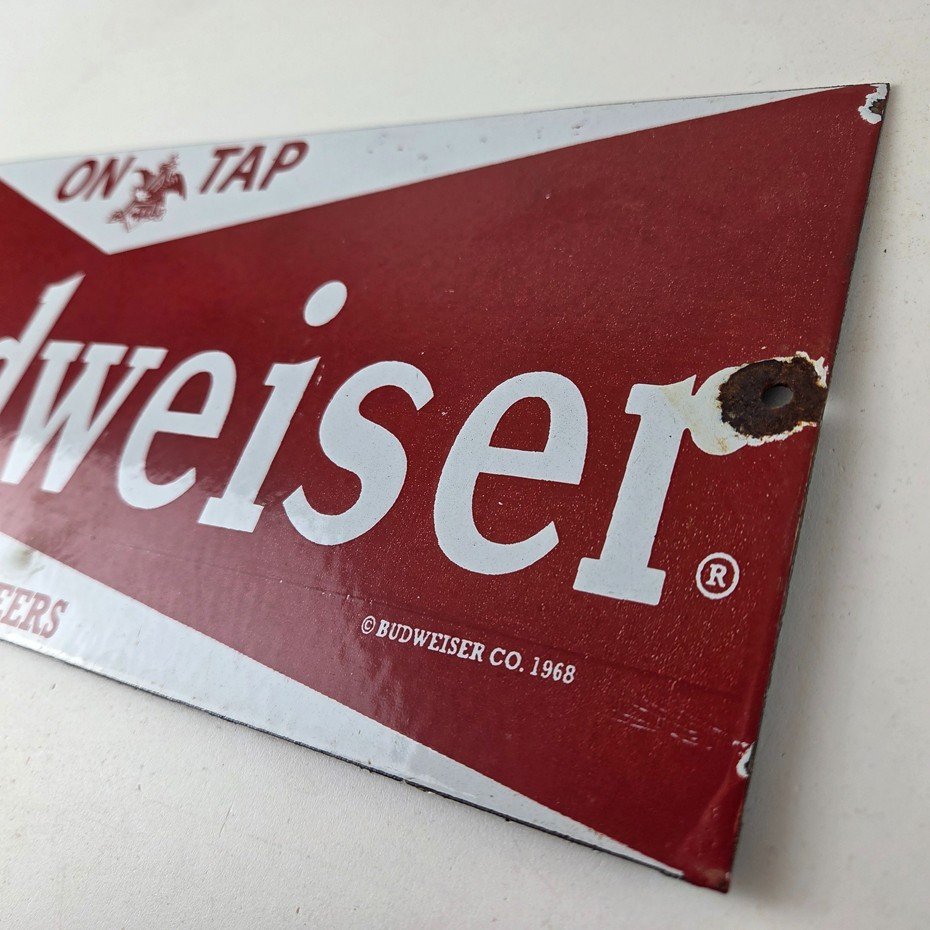 ON TAP
dweiser ®
EERS
© BUDWEISER CO. 1968